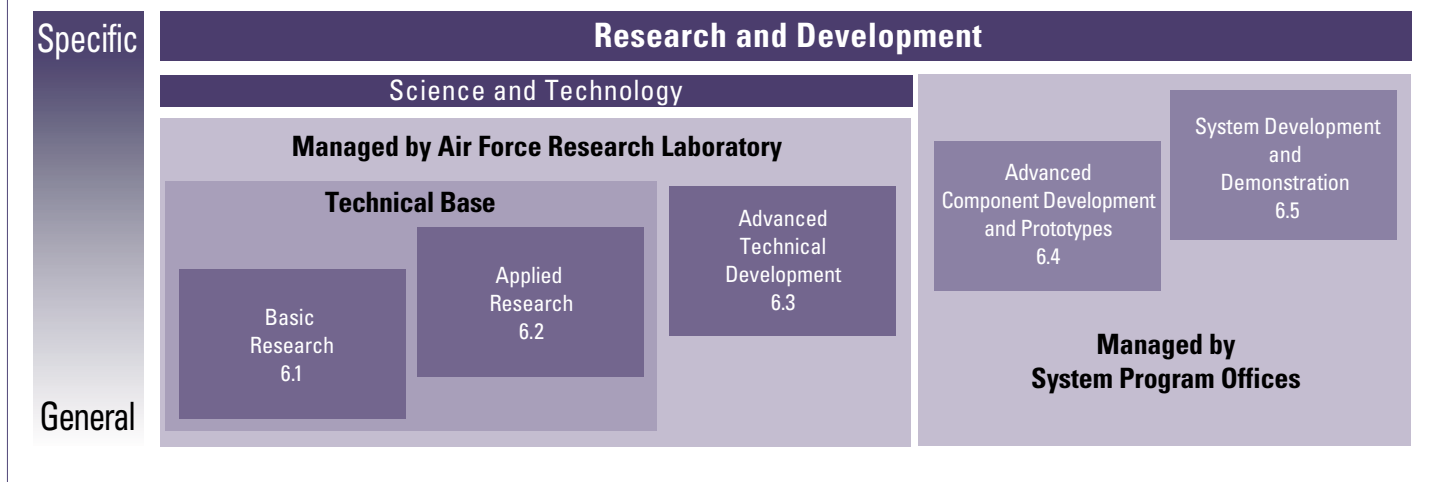 Specific
General
Research and Development
Science and Technology
Managed by Air Force Research Laboratory
Technical Base
Basic
Research
6.1
Applied
Research
6.2
Advanced
Technical
Development
6.3
Advanced
Component Development
and Prototypes
6.4
System Development
and
Demonstration
6.5
Managed by
System Program Offices